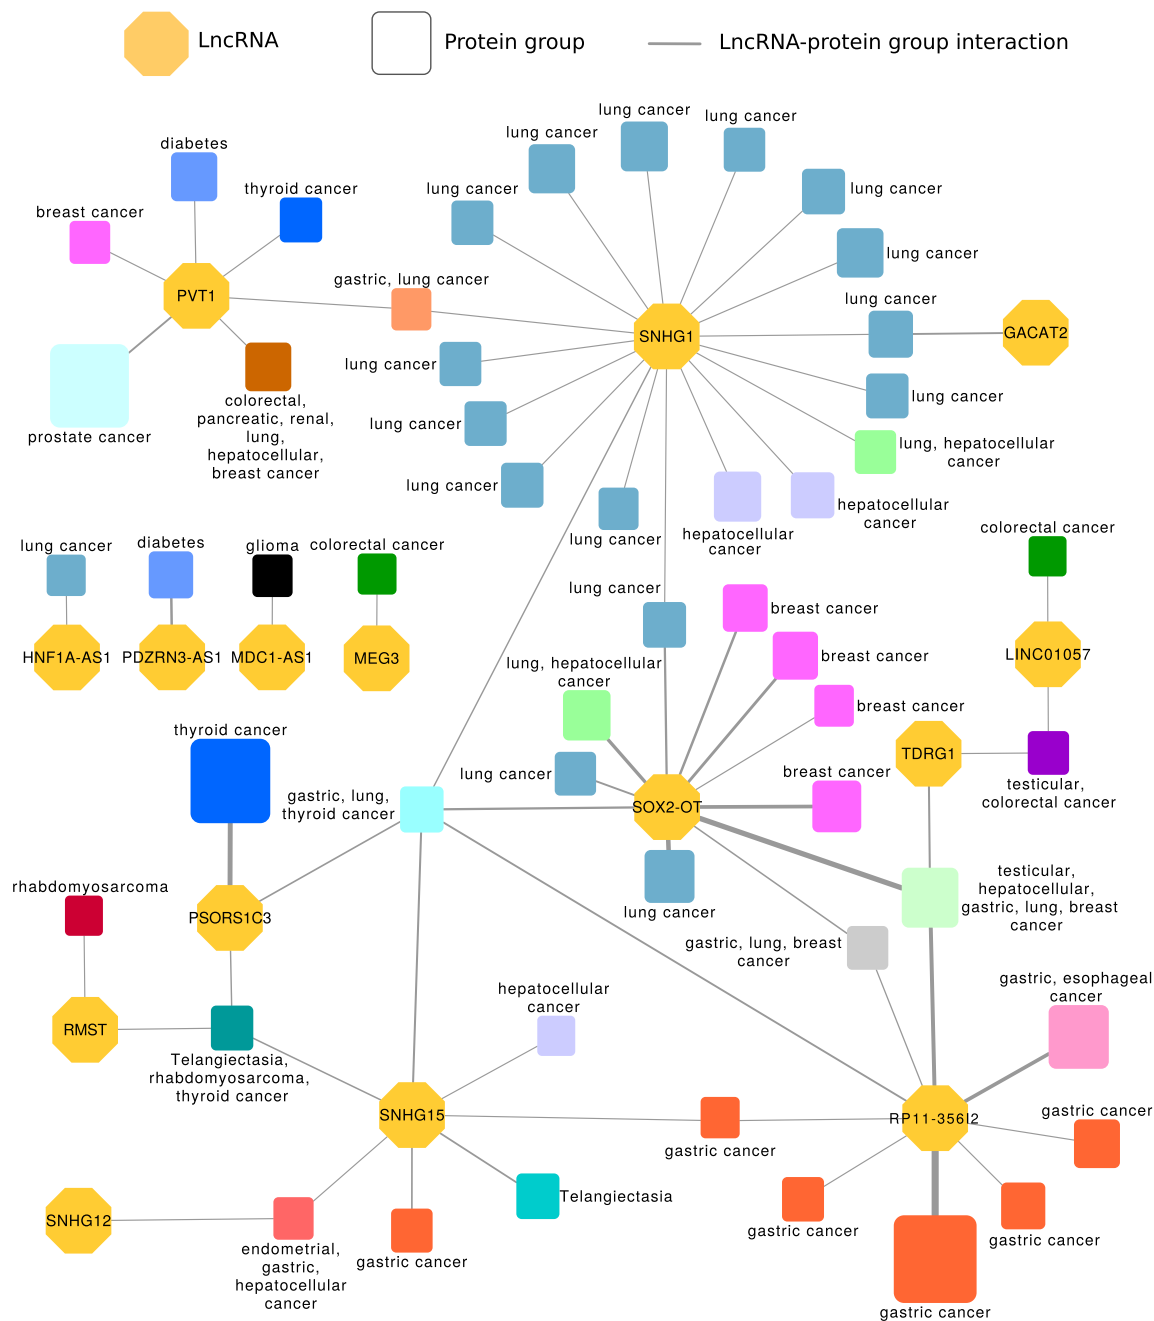 LncRNA
Protein group
LncRNA-protein group interaction
lung cancer
lung cancer
lung cancer
diabetes
thyroid cancer
lung cancer
lung cancer
breast cancer
lung cancer
gastric, lung cancer
PVT1
lung cancer
SNHG1
GACAT2
lung cancer
lung cancer
colorectal,
pancreatic, renal,
lung,
hepatocellular,
breast cancer
prostate cancer
lung cancer
lung, hepatocellular
cancer
lung cancer
hepatocellular
cancer
hepatocellular
cancer
lung cancer
colorectal cancer
lung cancer
diabetes
glioma
colorectal cancer
lung cancer
breast cancer
HNF1A-AS1
PDZRN3-AS1
MDC1-AS1
MEG3
lung, hepatocellular
cancer
breast cancer
LINC01057
breast cancer
thyroid cancer
TDRG1
lung cancer
breast cancer
testicular,
colorectal cancer
gastric, lung,
thyroid cancer
SOX2-OT
testicular,
hepatocellular,
gastric, lung, breast
cancer
rhabdomyosarcoma
PSORS1C3
lung cancer
gastric, lung, breast
cancer
gastric, esophageal
cancer
hepatocellular
cancer
RMST
Telangiectasia,
rhabdomyosarcoma,
thyroid cancer
SNHG15
gastric cancer
RP11-356I2
gastric cancer
Telangiectasia
SNHG12
endometrial,
gastric,
hepatocellular
cancer
gastric cancer
gastric cancer
gastric cancer
gastric cancer